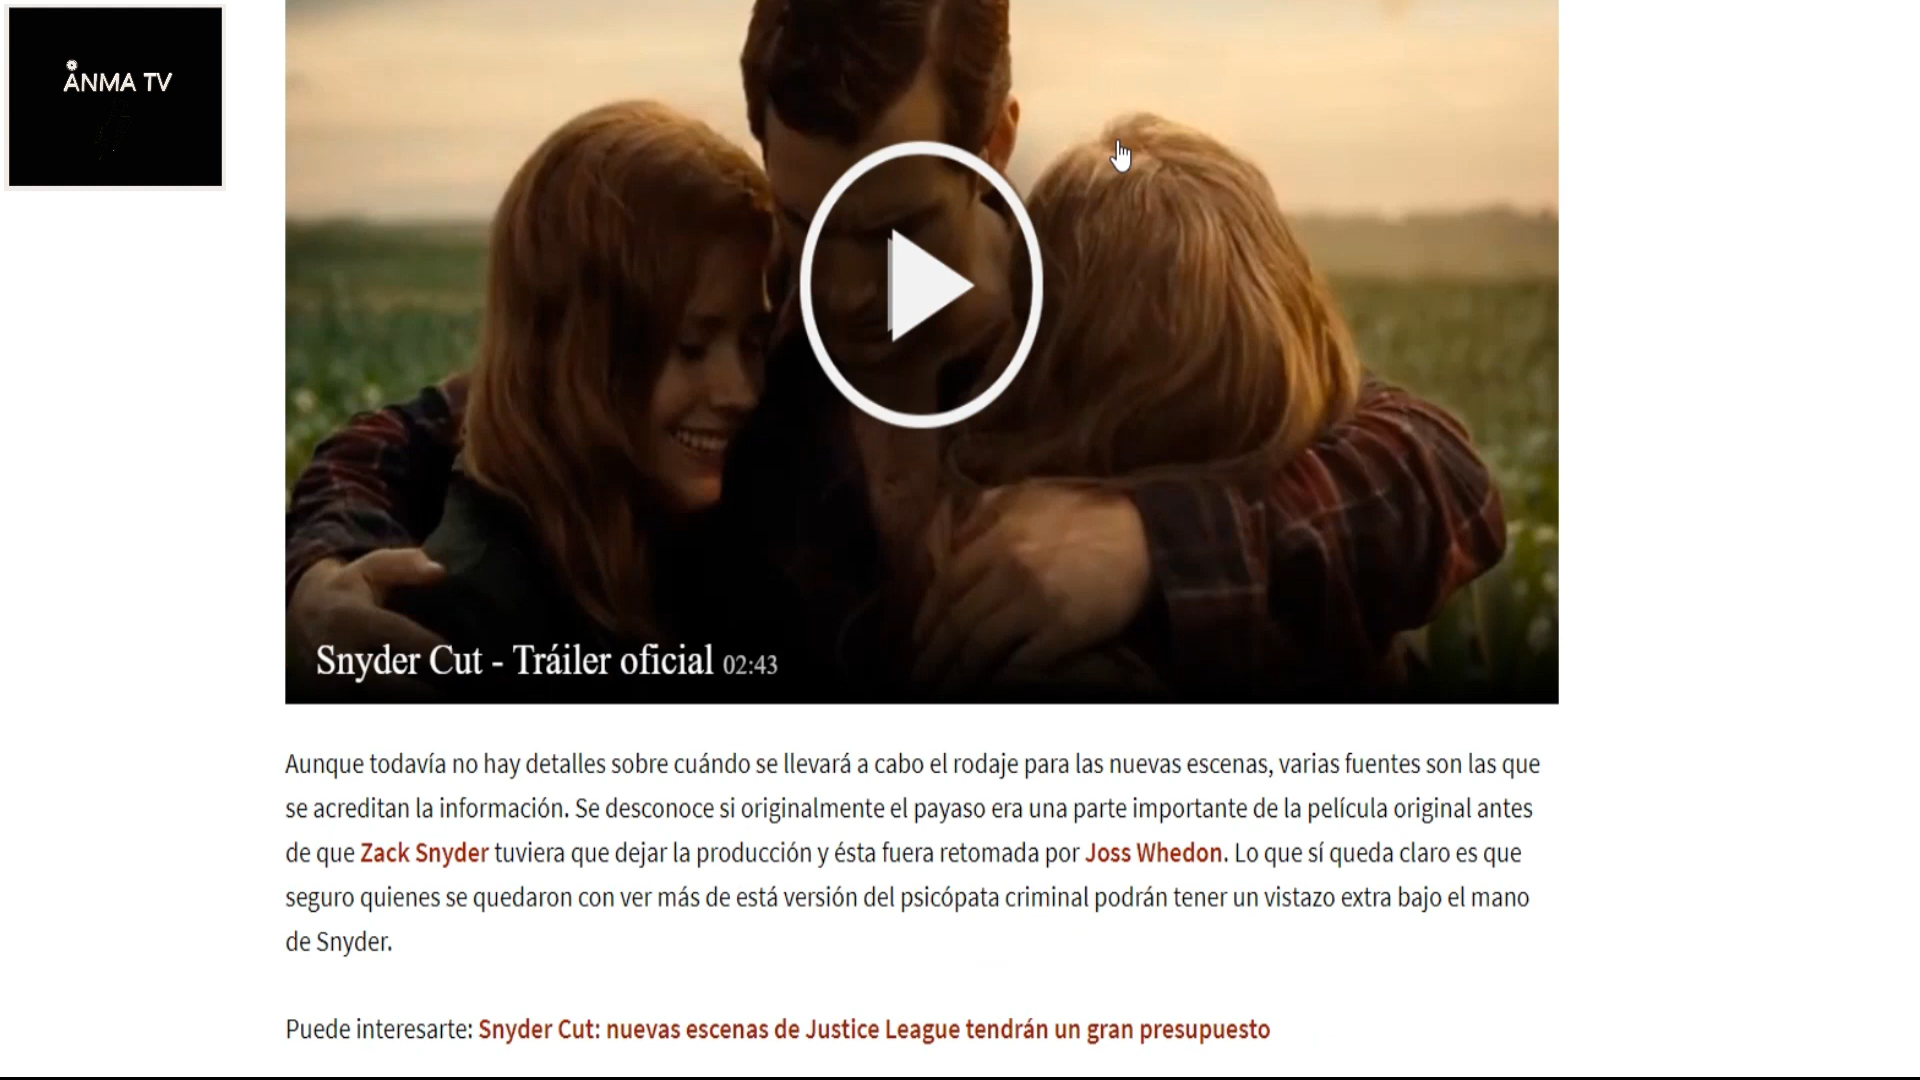 ANMA TV
Snyder Cut - Tráiler oficial 02:43
Aunque todavía no hay detalles sobre cuándo se llevará a cabo el rodaje para las nuevas escenas, varias fuentes son las que
se acreditan la información. Se desconoce si originalmente el payaso era una parte importante de la película original antes
de que Zack Snyder tuviera que dejar la producción y ésta fuera retomada por Joss Whedon. Lo que sí queda claro es que
seguro quienes se quedaron con ver más de está versión del psicópata criminal podrán tener un vistazo extra bajo el mano
de Snyder.
Puede interesarte: Snyder Cut: nuevas escenas de Justice League tendrán un gran presupuesto